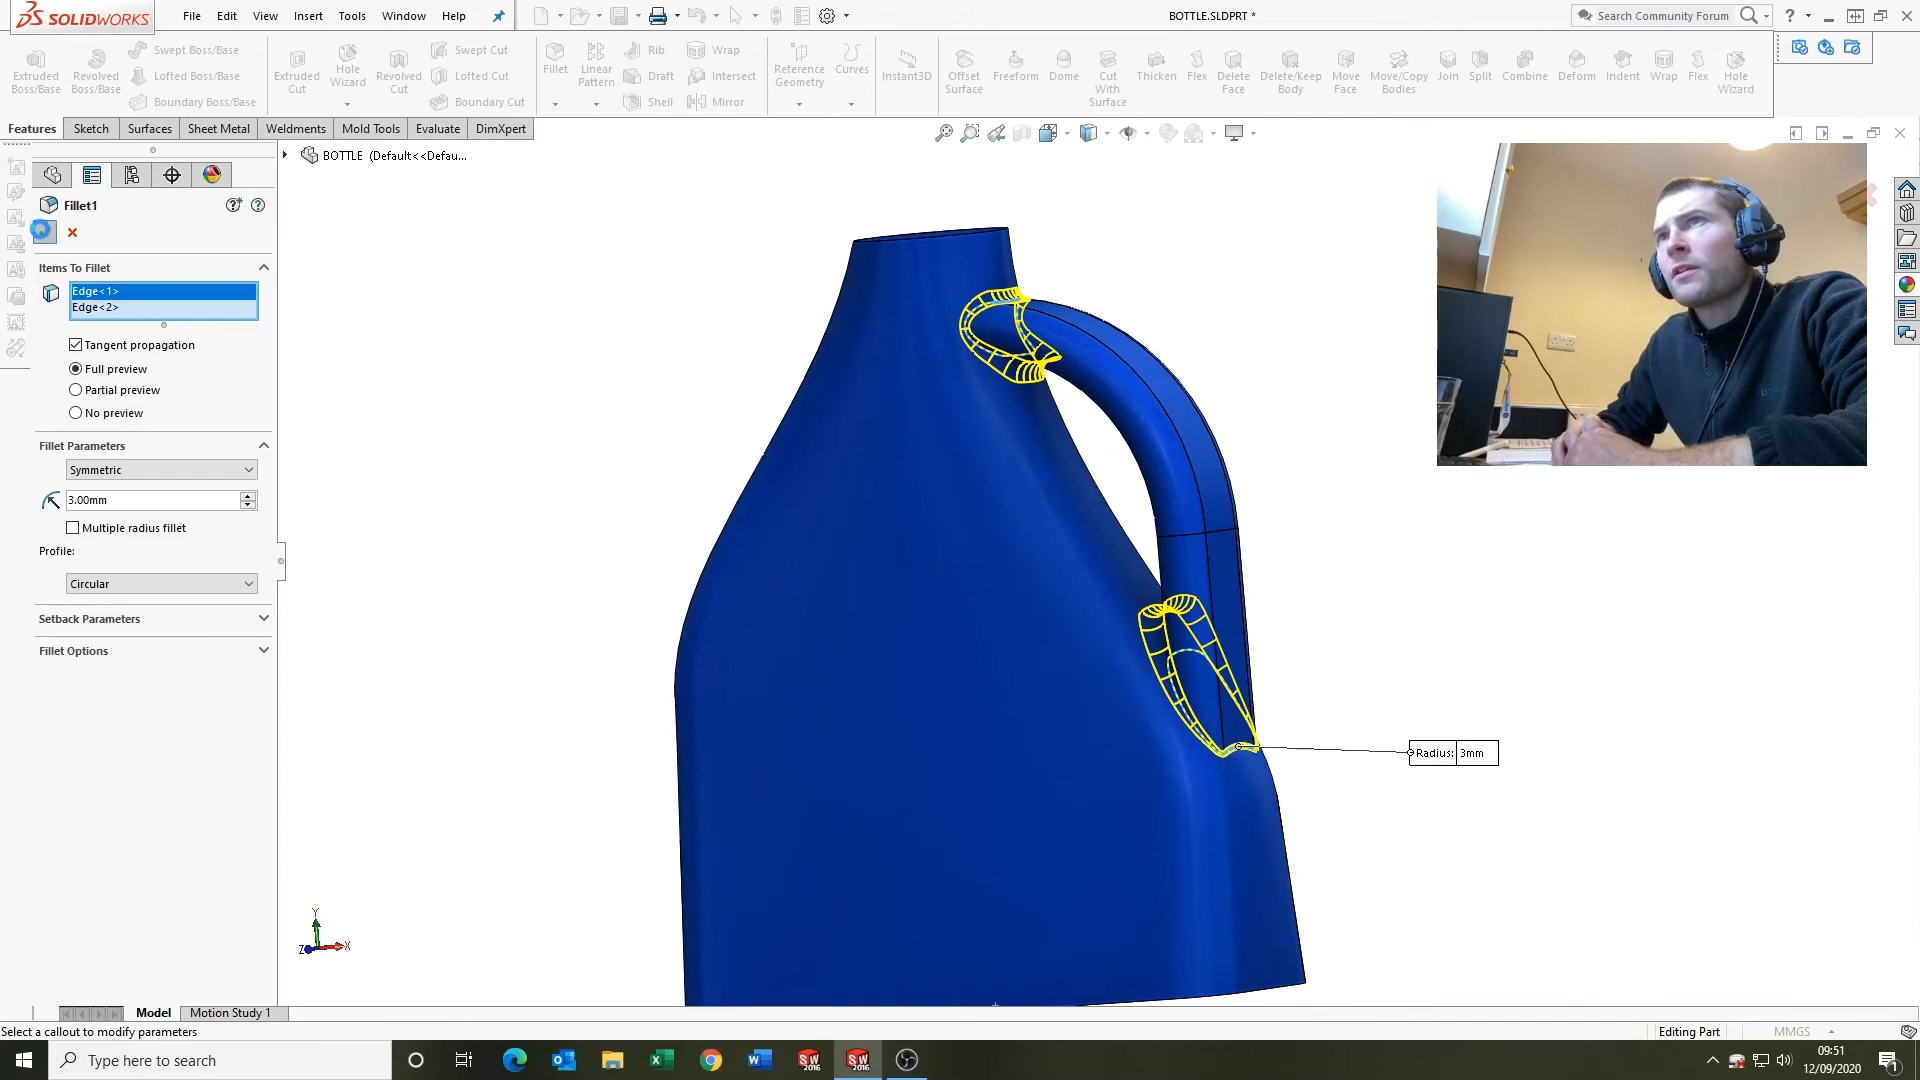 SOLIDWORKS File Edit View Insert Tools Window Help BOTTLE.SLDPRT * Search Community Forum
Extruded Boss/Base
Revolved Boss/Base
Swept Boss/Base
Lofted Boss/Base
Boundary Boss/Base
Extruded Cut
Hole Wizard
Revolved Cut
Swept Cut
Lofted Cut
Boundary Cut
Fillet
Linear Pattern
Rib
Draft
Shell
Wrap
Intersect
Mirror
Reference Geometry
Curves
Instant3D
Offset Surface
Freeform
Dome
Cut With Surface
Thicken
Flex
Delete Face
Delete/Keep Body
Move Face
Move/Copy Bodies
Join
Split
Combine
Deform
Indent
Wrap
Flex
Hole Wizard
Features Sketch Surfaces Sheet Metal Weldments Mold Tools Evaluate DimXpert
BOTTLE (Default<<Defau...
Fillet1
Items To Fillet
Edge<1>
Edge<2>
Tangent propagation
Full preview
Partial preview
No preview
Fillet Parameters
Symmetric
3.00mm
Multiple radius fillet
Profile:
Circular
Setback Parameters
Fillet Options
Radius: 3mm
Y
Z X
Model Motion Study 1
Select a callout to modify parameters Editing Part MMGS
Type here to search
SW 2016
SW 2016
09:51
12/09/2020
1